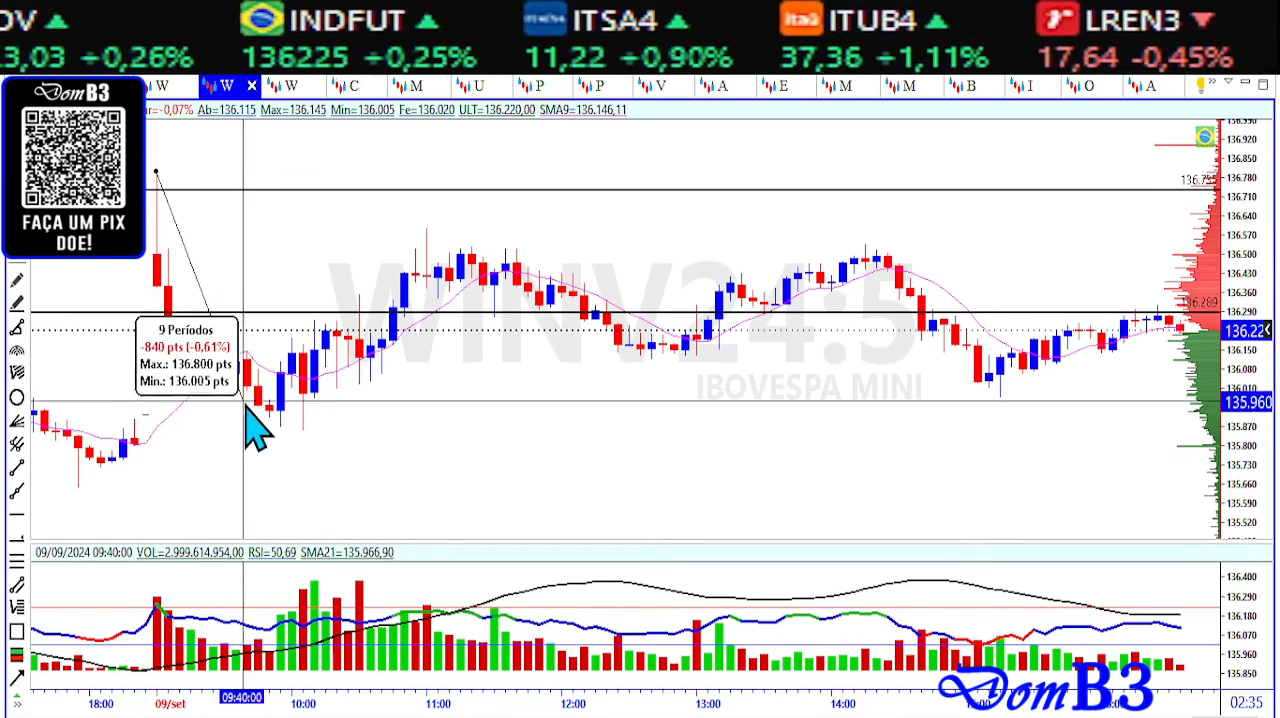 DV INDFUT ITSA4 ITUB4 LREN3
3,03 +0,26% 136225 +0,25% 11,22 +0,90% 37,36 +1,11% 17,64 -0,45%
W W W C M U P P V A E M M B I O A
DomB3
FAÇA UM PIX
DOE!
ar=-0,07% Ab=136.115 Max=136.145 Min=136.005 Fe=136.020 ULT=136.220,00 SMA9=136.146,11
136.990
136.920
136.850
136.780
136.710
136.640
136.570
136.500
136.430
136.360
136.289
136.290
136.22
136.150
136.080
136.010
135.960
135.870
135.800
135.730
135.660
135.590
135.520
WINV24:5
IBOVESPA MINI
9 Períodos
-840 pts (-0,61%)
Max.: 136.800 pts
Min.: 136.005 pts
09/09/2024 09:40:00 VOL=2.999.614.954,00 RSI=50,69 SMA21=135.966,90
136.400
136.290
136.180
136.070
135.960
135.850
DomB3
18:00 09/set 09:40:00 10:00 11:00 12:00 13:00 14:00 02:35